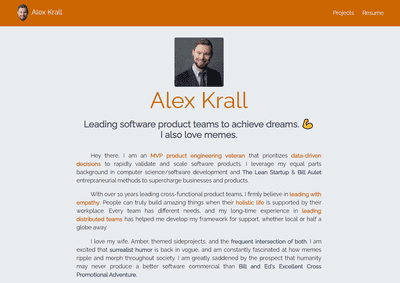 Alex Krall
Projects Resume
Alex Krall
Leading software product teams to achieve dreams. 💪
I also love memes.
Hey there. I am an MVP product engineering veteran that prioritizes data-driven
decisions to rapidly validate and scale software products. I leverage my equal parts
background in computer science/software development and The Lean Startup & Bill Aulet
entrepreneurial methods to supercharge businesses and products.
With over 10 years leading cross-functional product teams, I firmly believe in leading with
empathy. People can truly build amazing things when their holistic life is supported by their
workplace. Every team has different needs, and my long-time experience in leading
distributed teams has helped me develop my framework for support, whether local or half a
globe away.
I love my wife, Amber, themed sideprojects, and the frequent intersection of both. I am
excited that surrealist humor is back in vogue, and am constantly fascinated at how memes
ripple and morph throughout society. I am greatly saddened by the prospect that humanity
may never produce a better software commercial than Bill and Ed's Excellent Cross
Promotional Adventure.